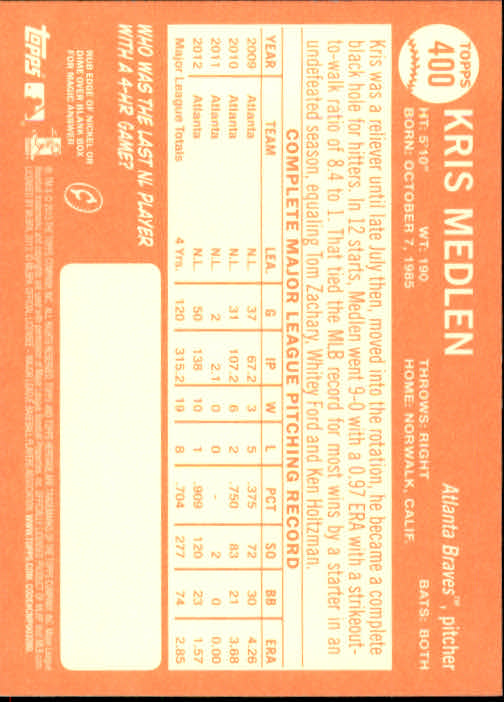 TOPPS
400
KRIS MEDLEN
Atlanta Braves™, pitcher
HT: 5'10" WT: 190 THROWS: RIGHT BATS: BOTH
BORN: OCTOBER 7, 1985 HOME: NORWALK, CALIF.
Kris was a reliever until late July then, moved into the rotation, he became a complete
black hole for hitters. In 12 starts, Medlen went 9-0 with a 0.97 ERA with a strikeout-
to-walk ratio of 8.4 to 1. That tied the MLB record for most wins by a starter in an
undefeated season, equaling Tom Zachary, Whitey Ford and Ken Holtzman.
COMPLETE MAJOR LEAGUE PITCHING RECORD
YEAR TEAM LEA. G IP W L PCT SO BB ERA
2009 Atlanta N.L. 37 67.2 3 5 .375 72 30 4.26
2010 Atlanta N.L. 31 107.2 6 2 .750 83 21 3.68
2011 Atlanta N.L. 2 2.1 0 0 - 2 0 0.00
2012 Atlanta N.L. 50 138 10 1 .909 120 23 1.57
Major League Totals 4 Yrs. 120 315.2 19 8 .704 277 74 2.85
WHO WAS THE LAST NL PLAYER
WITH A 4-HR GAME?
RUB EDGE OF NICKEL OR
DIME OVER BLANK BOX
FOR MAGIC ANSWER
Topps